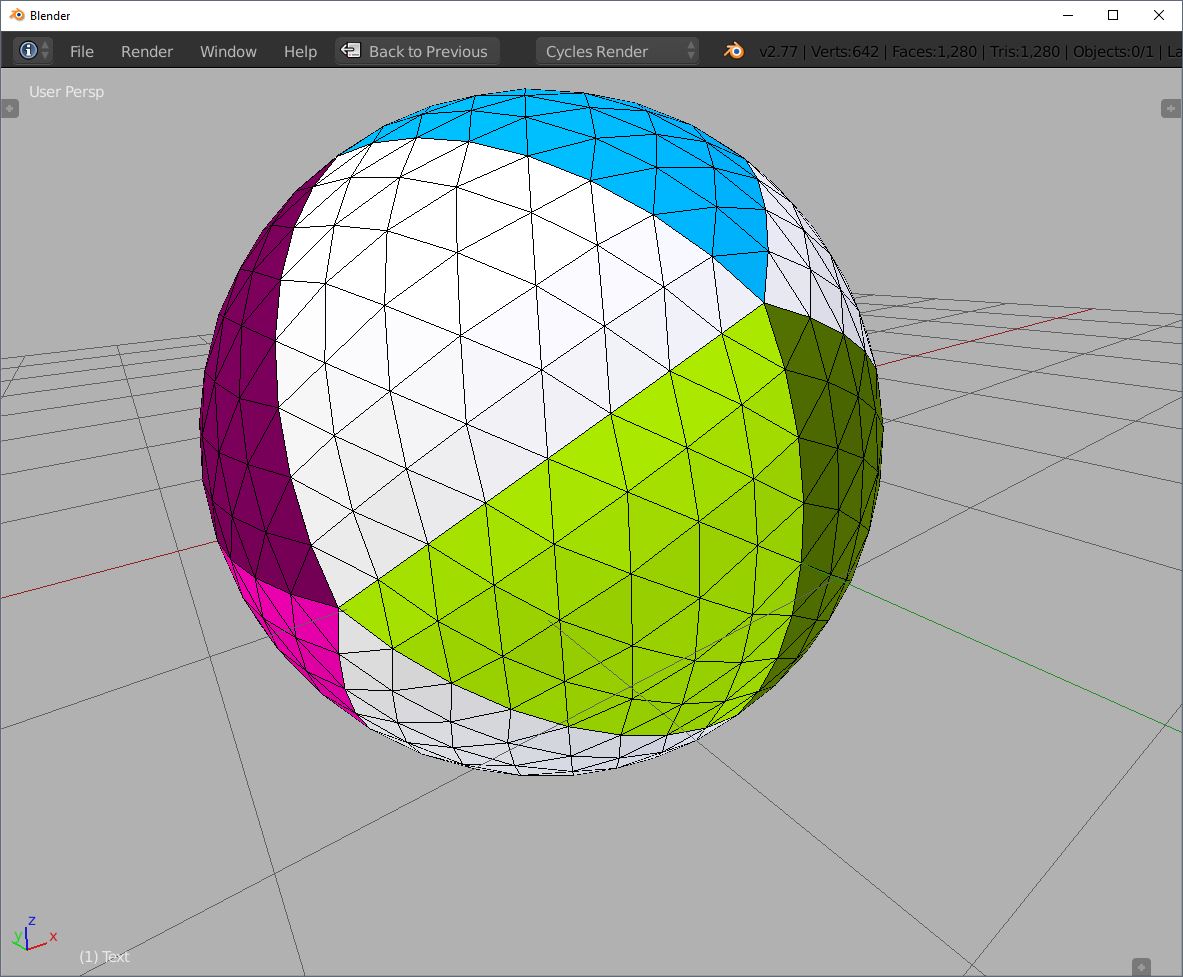 Blender
File Render Window Help Back to Previous Cycles Render v2.77 | Verts:642 | Faces:1,280 | Tris:1,280 | Objects:0/1 | La
User Persp
z
y x
(1) Text